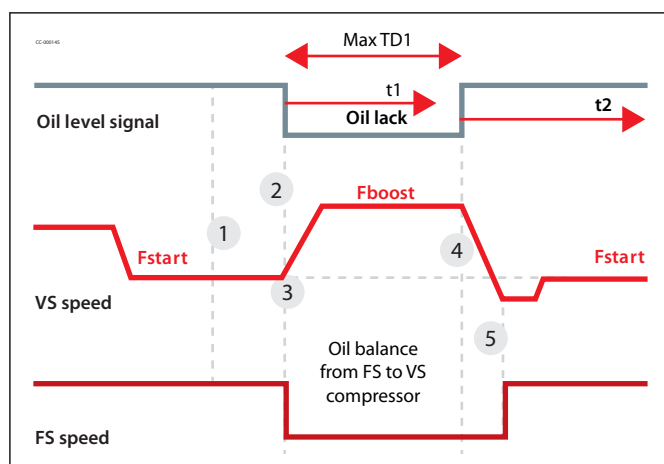 CC-000145
Max TD1
t1
t2
Oil level signal
Oil lack
2
Fboost
1
4
Fstart
Fstart
3
VS speed
5
Oil balance
from FS to VS
compressor
FS speed